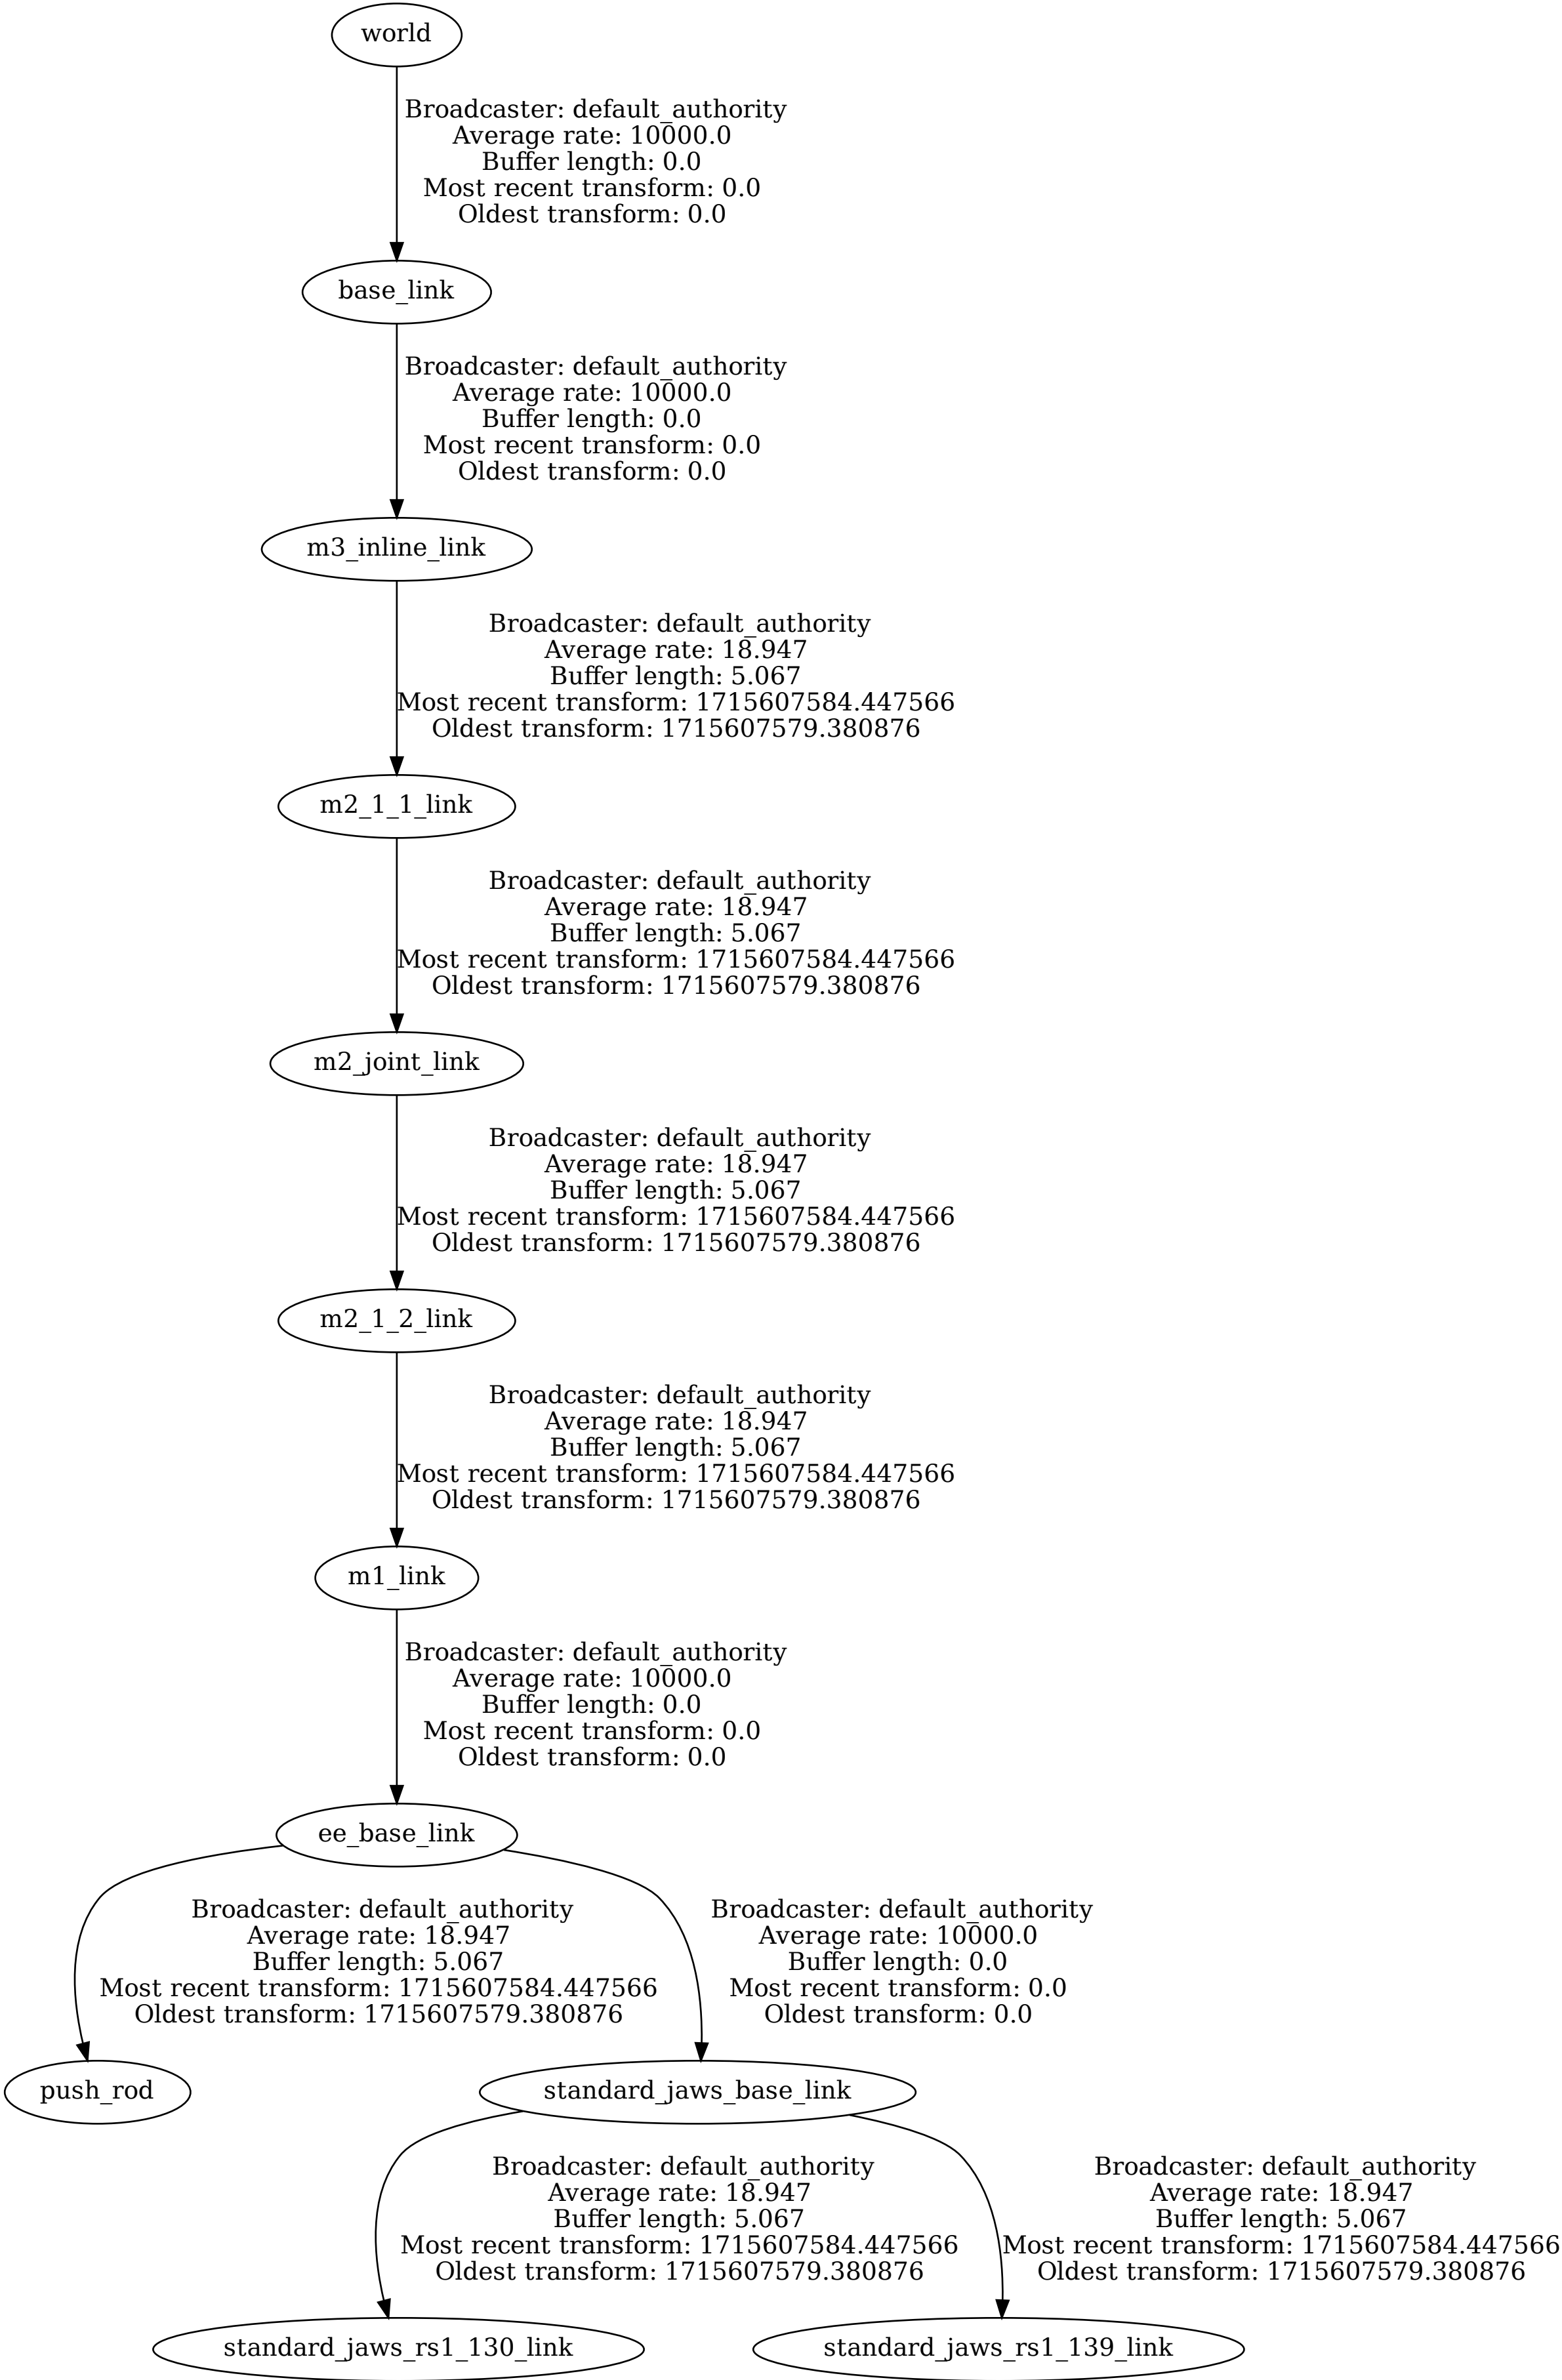 world
Broadcaster: default_authority
Average rate: 10000.0
Buffer length: 0.0
Most recent transform: 0.0
Oldest transform: 0.0
base_link
Broadcaster: default_authority
Average rate: 10000.0
Buffer length: 0.0
Most recent transform: 0.0
Oldest transform: 0.0
m3_inline_link
Broadcaster: default_authority
Average rate: 18.947
Buffer length: 5.067
Most recent transform: 1715607584.447566
Oldest transform: 1715607579.380876
m2_1_1_link
Broadcaster: default_authority
Average rate: 18.947
Buffer length: 5.067
Most recent transform: 1715607584.447566
Oldest transform: 1715607579.380876
m2_joint_link
Broadcaster: default_authority
Average rate: 18.947
Buffer length: 5.067
Most recent transform: 1715607584.447566
Oldest transform: 1715607579.380876
m2_1_2_link
Broadcaster: default_authority
Average rate: 18.947
Buffer length: 5.067
Most recent transform: 1715607584.447566
Oldest transform: 1715607579.380876
m1_link
Broadcaster: default_authority
Average rate: 10000.0
Buffer length: 0.0
Most recent transform: 0.0
Oldest transform: 0.0
ee_base_link
Broadcaster: default_authority
Average rate: 18.947
Buffer length: 5.067
Most recent transform: 1715607584.447566
Oldest transform: 1715607579.380876
Broadcaster: default_authority
Average rate: 10000.0
Buffer length: 0.0
Most recent transform: 0.0
Oldest transform: 0.0
push_rod
standard_jaws_base_link
Broadcaster: default_authority
Average rate: 18.947
Buffer length: 5.067
Most recent transform: 1715607584.447566
Oldest transform: 1715607579.380876
Broadcaster: default_authority
Average rate: 18.947
Buffer length: 5.067
Most recent transform: 1715607584.447566
Oldest transform: 1715607579.380876
standard_jaws_rs1_130_link
standard_jaws_rs1_139_link